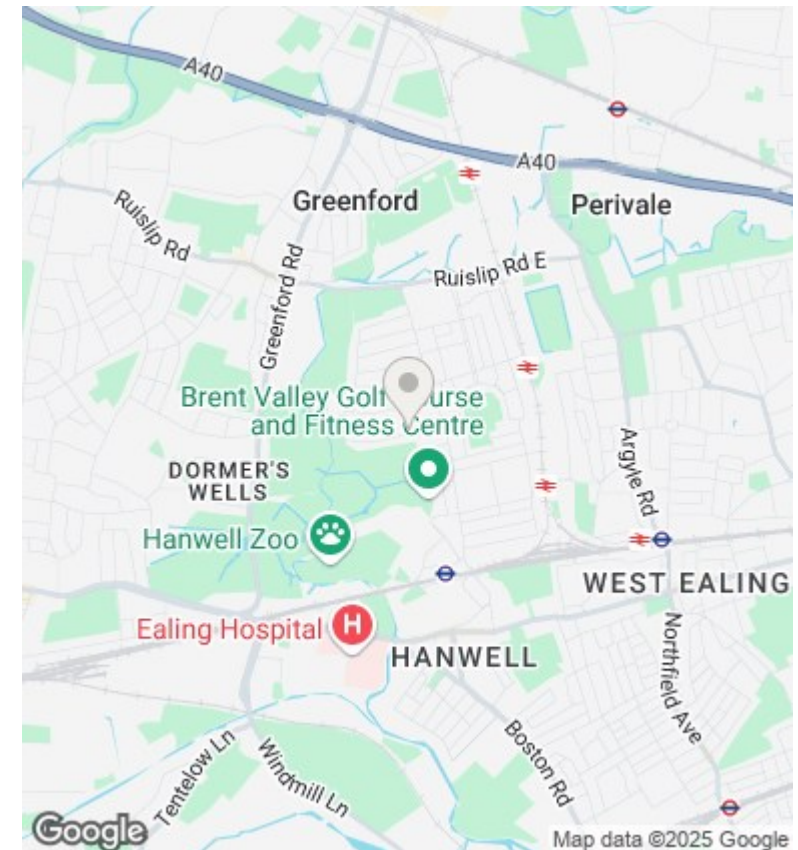 A40
A40
Greenford
Perivale
Ruislip Rd
Ruislip Rd E
Greenford Rd
Brent Valley Golf Course
and Fitness Centre
DORMER'S
WELLS
Argyle Rd
Hanwell Zoo
WEST EALING
Ealing Hospital
H
HANWELL
Northfield Ave
Boston Rd
Tentelow Ln
Windmill Ln
Google
Map data ©2025 Google